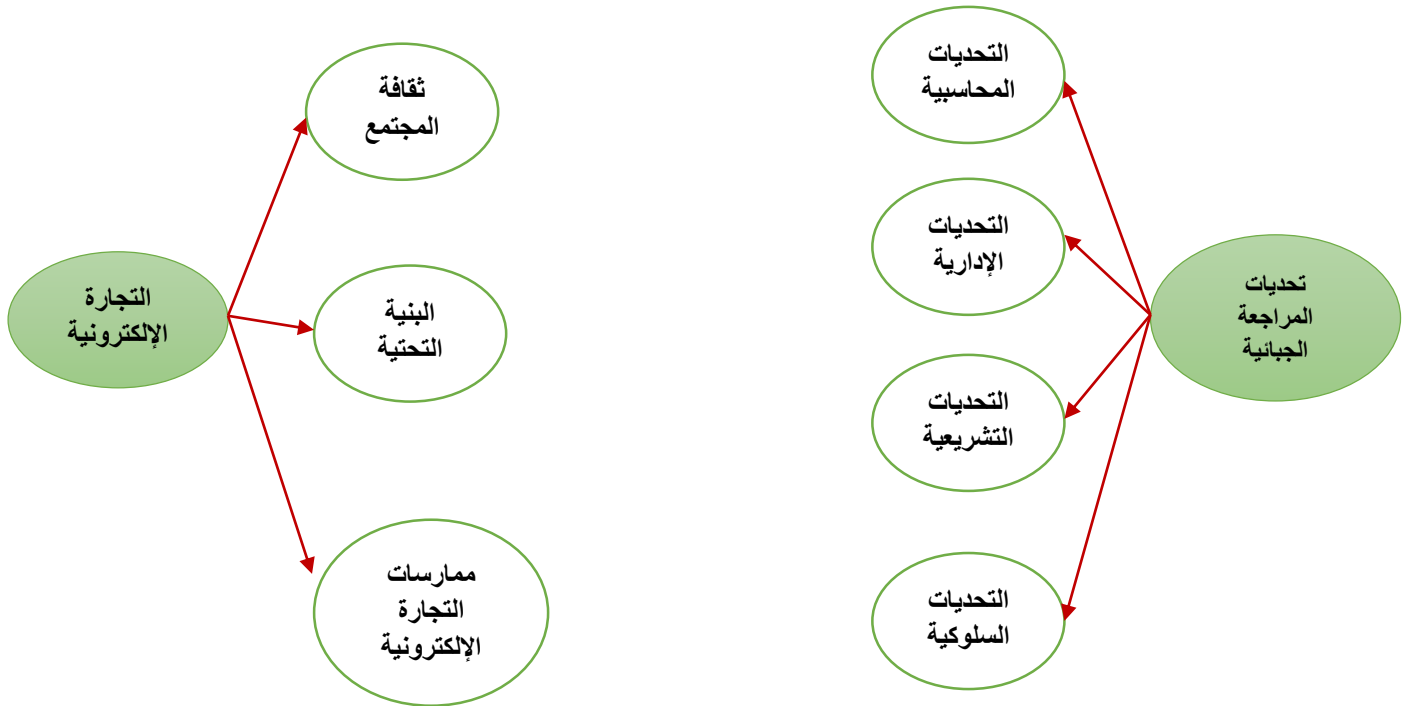 التحديات
المحاسبية
التحديات
الإدارية
التحديات
التشريعية
التحديات
السلوكية
تحديات
المراجعة
الجبائية
ثقافة
المجتمع
البنية
التحتية
ممارسات
التجارة
الإلكترونية
التجارة
الإلكترونية